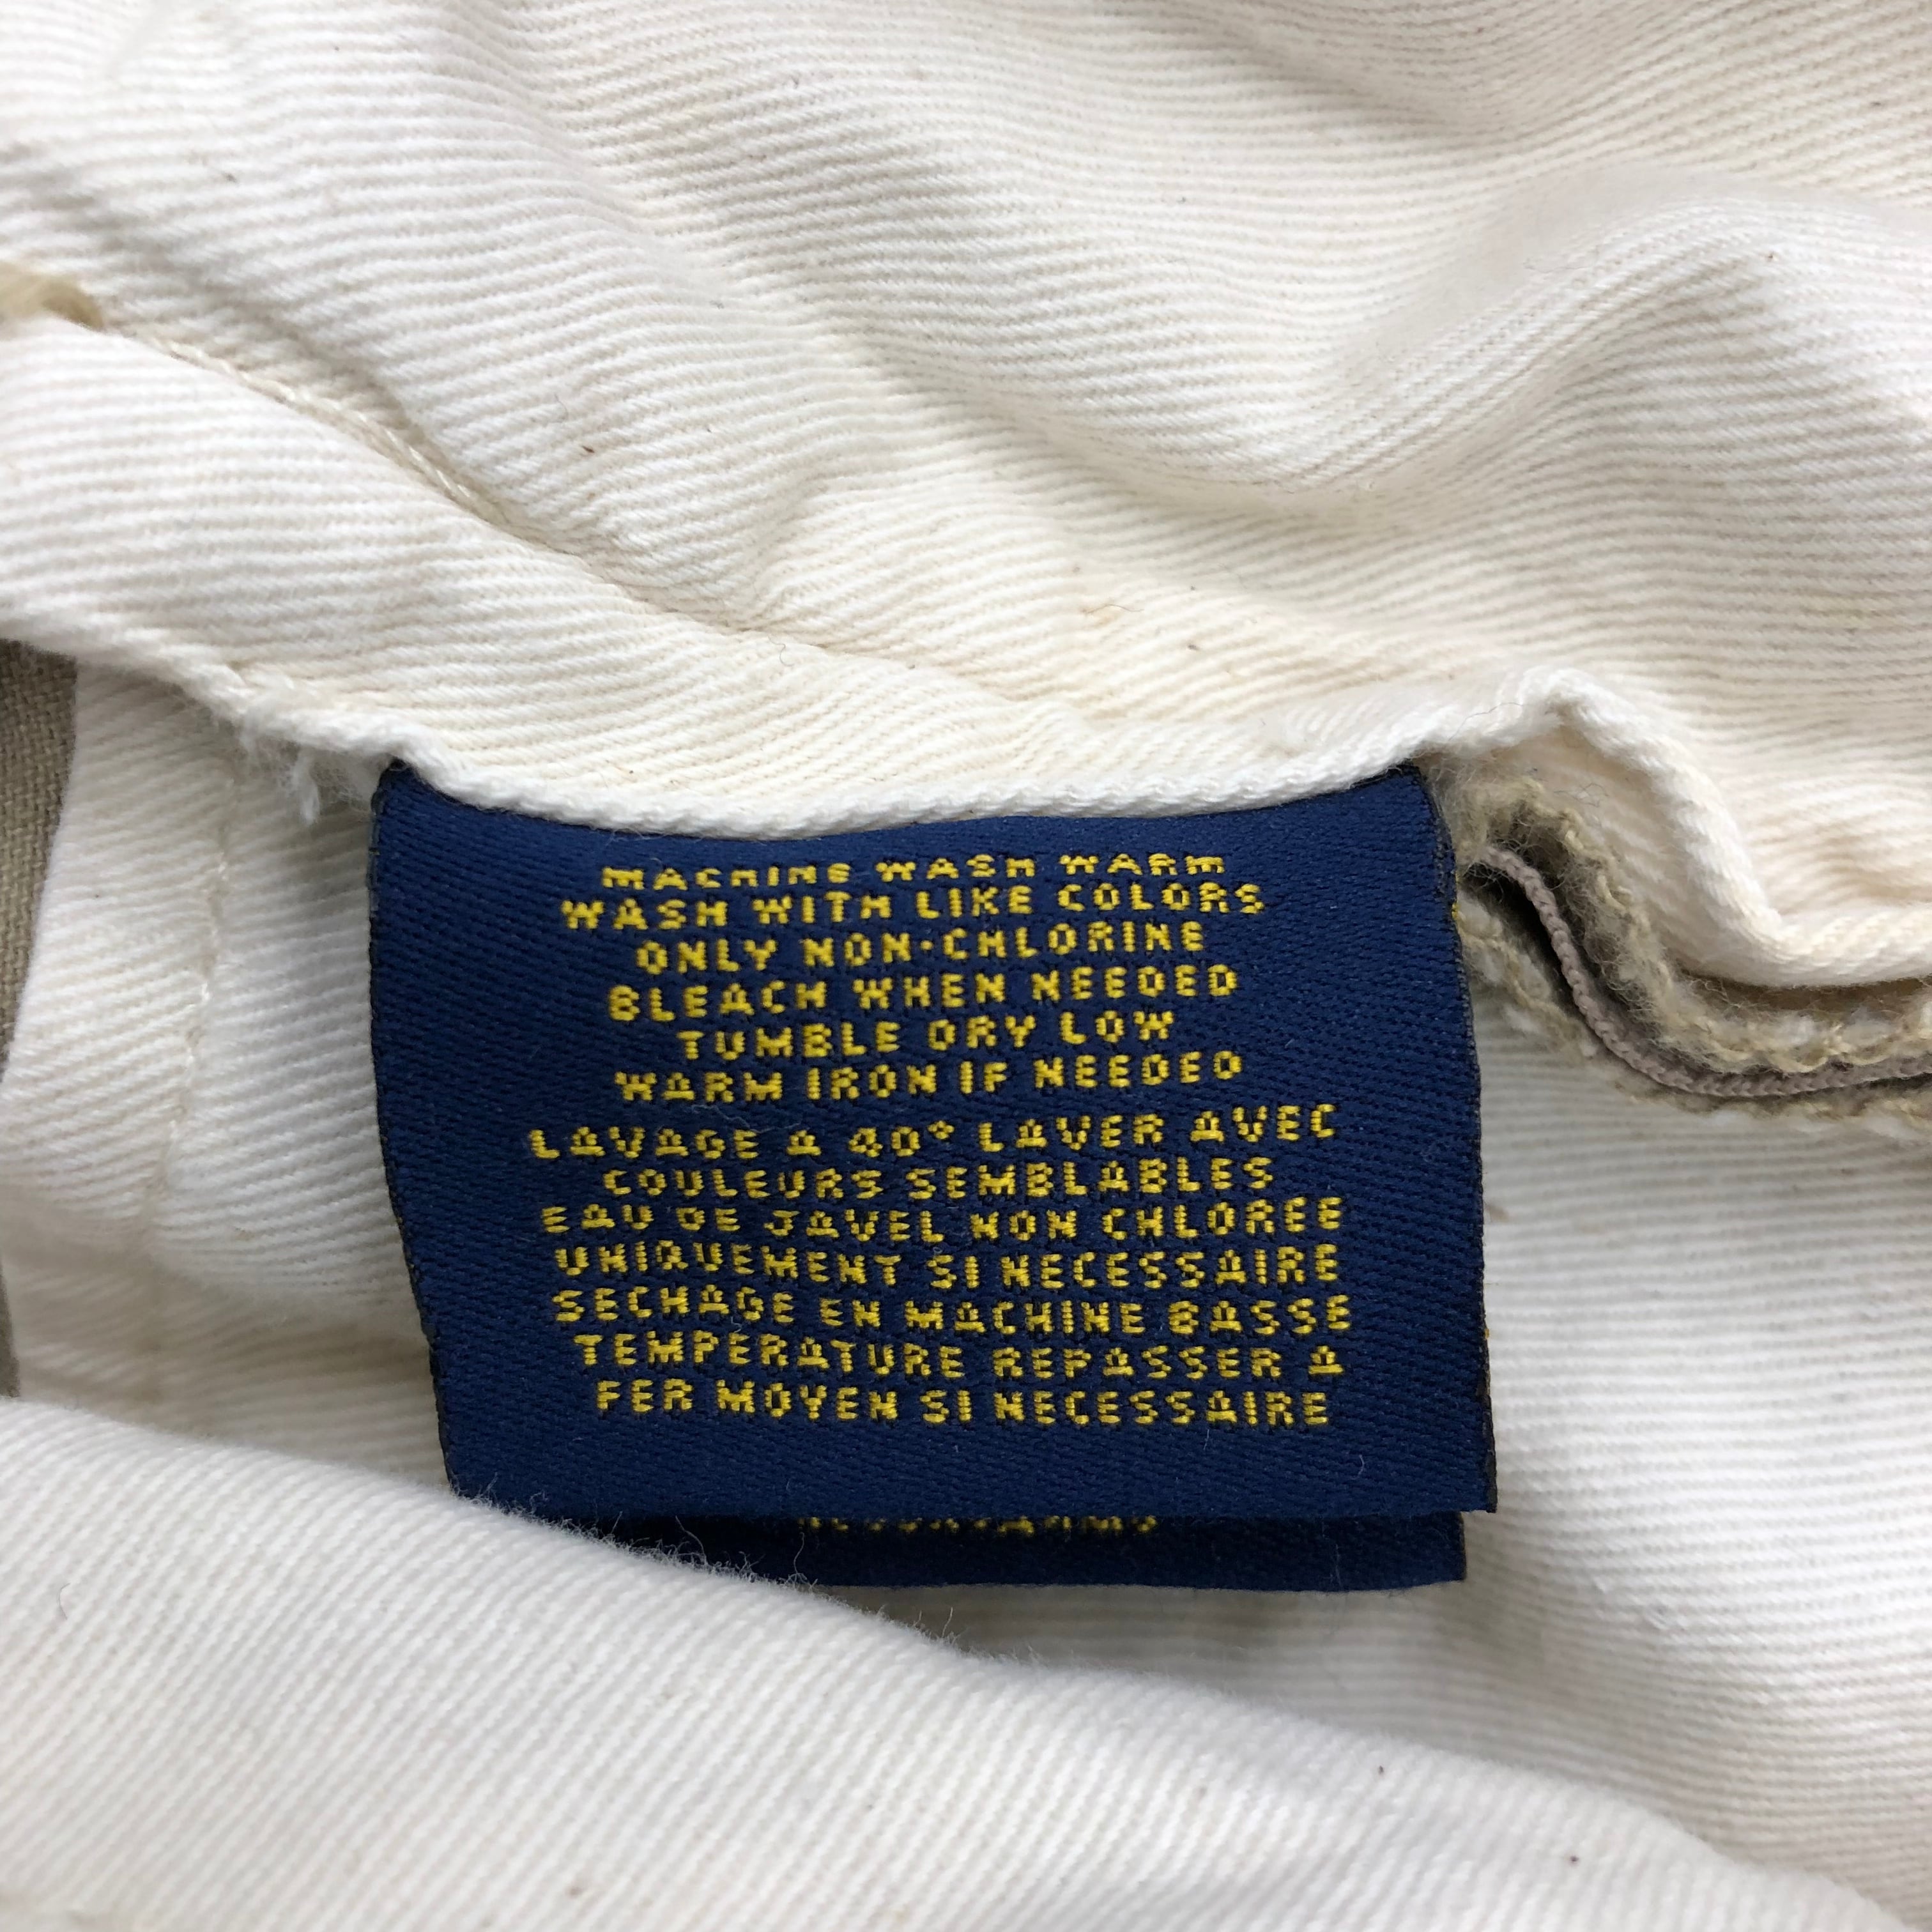 MACHINE WASH WARM
WASH WITH LIKE COLORS
ONLY NON-CHLORINE
BLEACH WHEN NEEDED
TUMBLE DRY LOW
WARM IRON IF NEEDED
LAVAGE A 40° LAVER AVEC
COULEURS SEMBLABLES
EAU DE JAVEL NON CHLOREE
UNIQUEMENT SI NECESSAIRE
SECHAGE EN MACHINE BASSE
TEMPERATURE REPASSER A
FER MOYEN SI NECESSAIRE